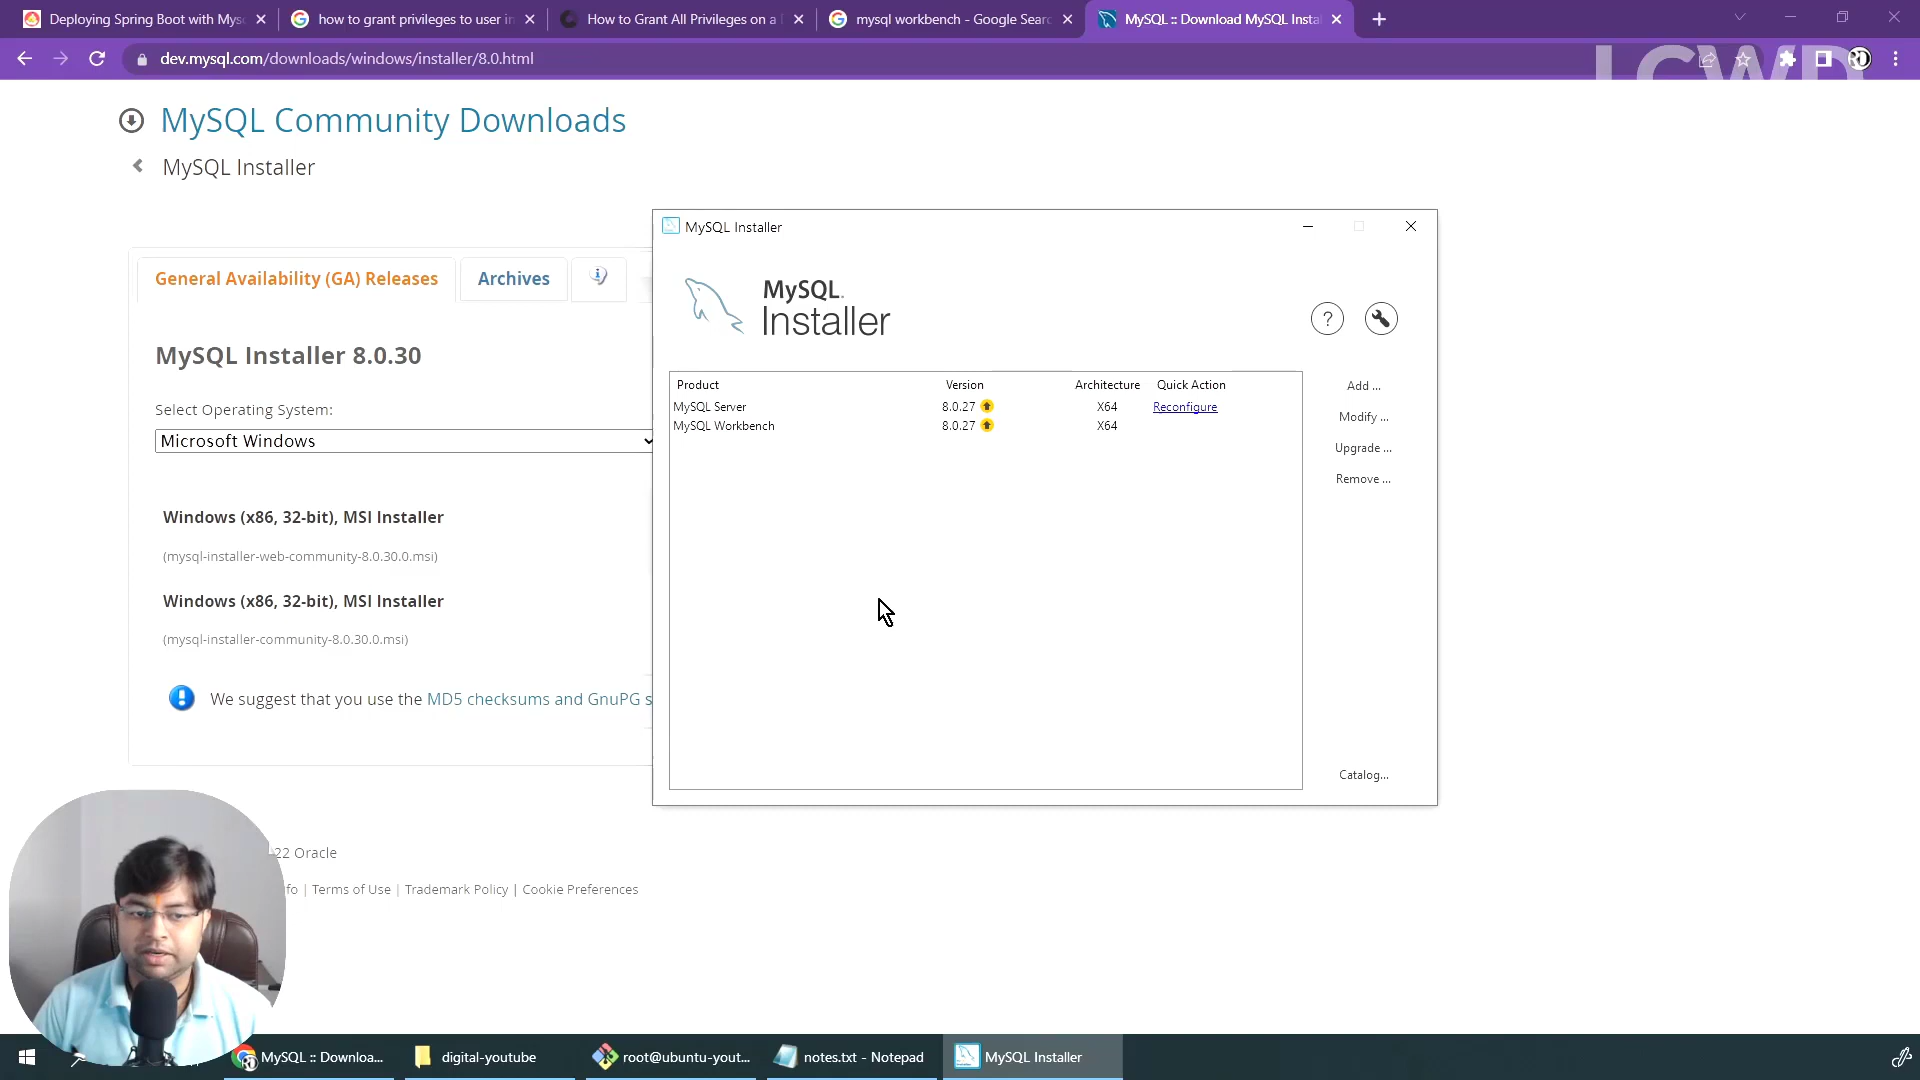 Deploying Spring Boot with Mys
how to grant privileges to user in
How to Grant All Privileges on a
mysql workbench - Google Searc
MySQL :: Download MySQL Instal
dev.mysql.com/downloads/windows/installer/8.0.html
LCWD
MySQL Community Downloads
MySQL Installer
General Availability (GA) Releases
Archives
MySQL Installer 8.0.30
Select Operating System:
Microsoft Windows
Windows (x86, 32-bit), MSI Installer
(mysql-installer-web-community-8.0.30.0.msi)
Windows (x86, 32-bit), MSI Installer
(mysql-installer-community-8.0.30.0.msi)
We suggest that you use the MD5 checksums and GnuPG s
MySQL Installer
MySQL.
Installer
?
Product Version Architecture Quick Action
MySQL Server 8.0.27 X64 Reconfigure
MySQL Workbench 8.0.27 X64
Add ...
Modify ...
Upgrade ...
Remove ...
Catalog...
22 Oracle
fo | Terms of Use | Trademark Policy | Cookie Preferences
MySQL :: Downloa...
digital-youtube
root@ubuntu-yout...
notes.txt - Notepad
MySQL Installer